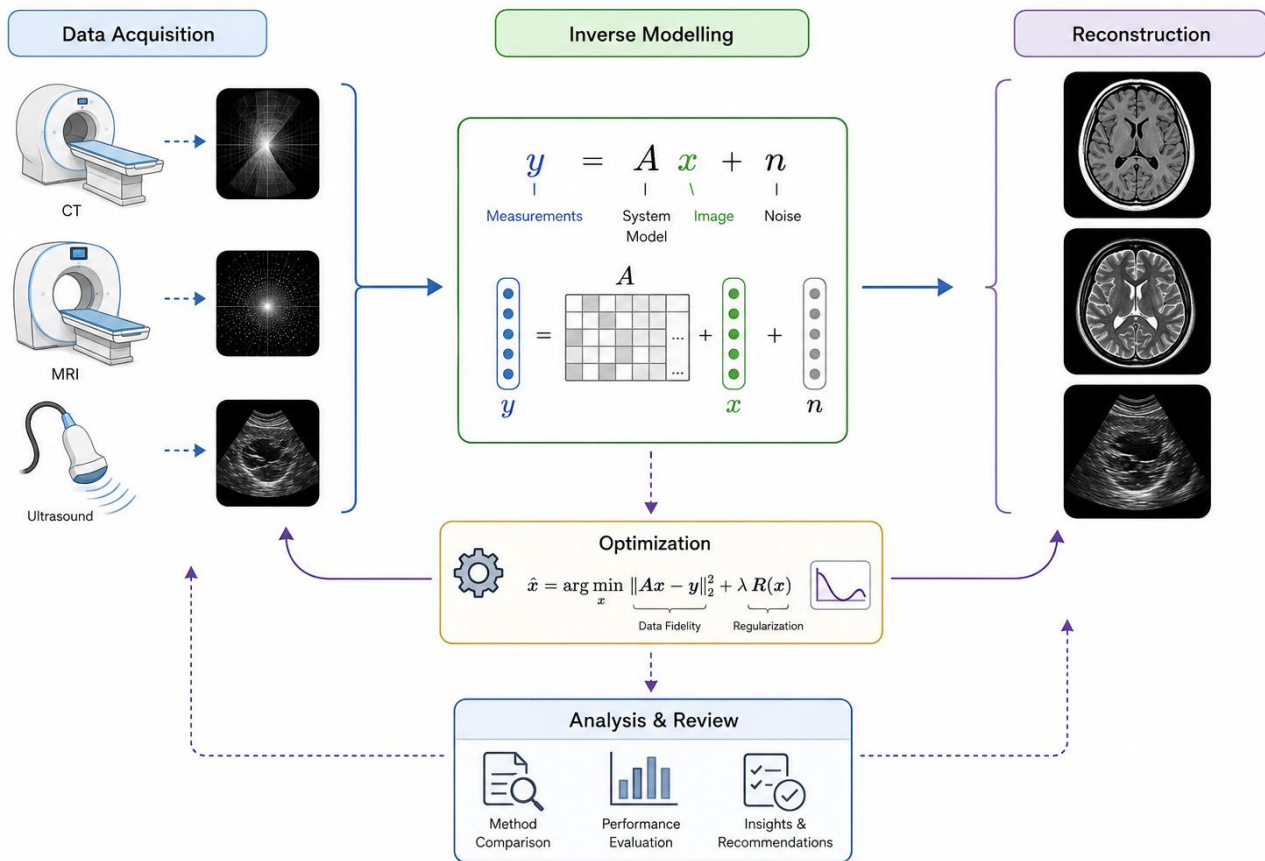 Data Acquisition
Inverse Modelling
Reconstruction
CT
MRI
Ultrasound
y = A x + n
Measurements
System
Model
Image
Noise
A
y = ... ... + x + n
Optimization
x̂ = arg min_x ‖Ax − y‖₂² + λ R(x)
Data Fidelity
Regularization
Analysis & Review
Method
Comparison
Performance
Evaluation
Insights &
Recommendations